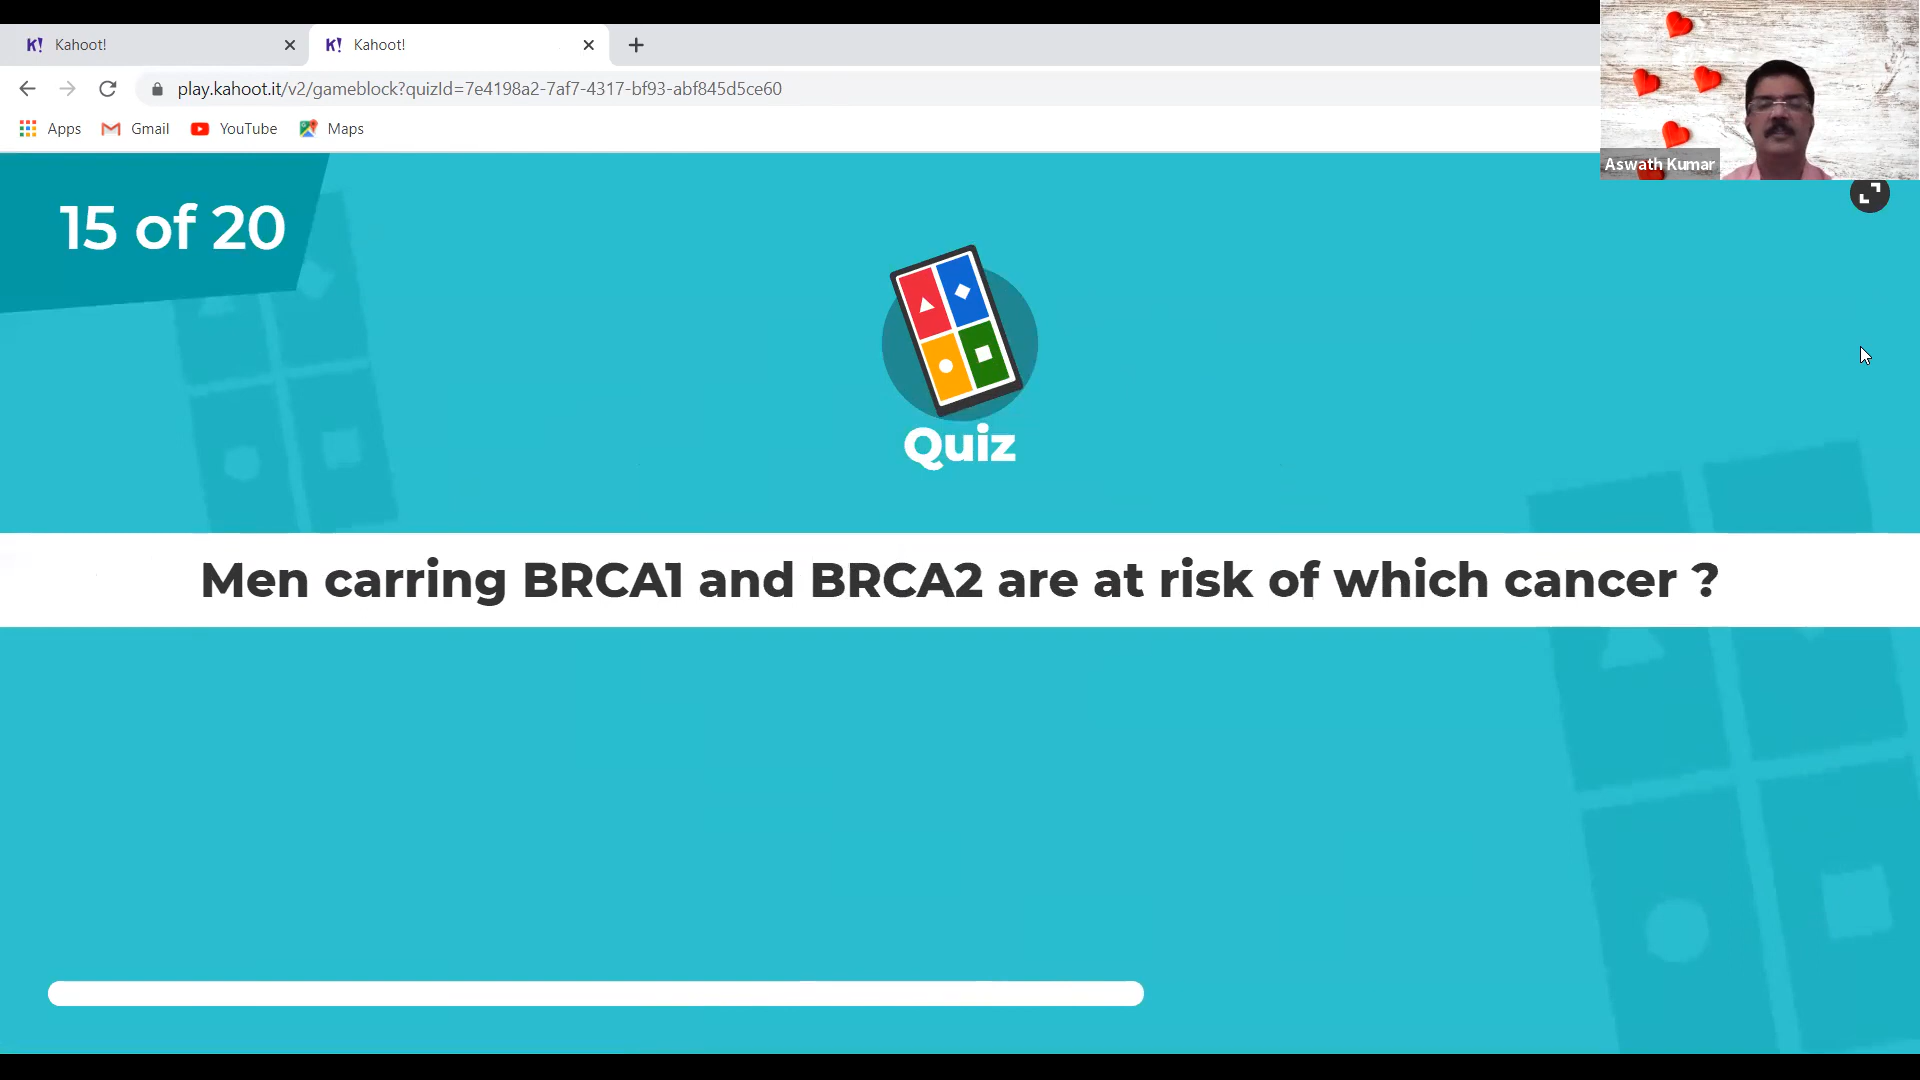 K! Kahoot!
K! Kahoot!
play.kahoot.it/v2/gameblock?quizId=7e4198a2-7af7-4317-bf93-abf845d5ce60
Apps
Gmail
YouTube
Maps
Aswath Kumar
15 of 20
Quiz
Men carring BRCA1 and BRCA2 are at risk of which cancer ?